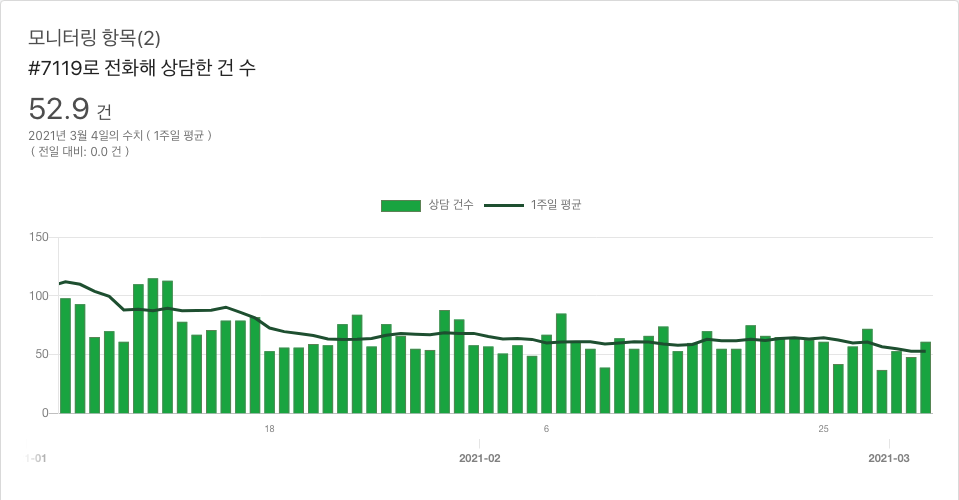 모니터링 항목(2)
#7119로 전화해 상담한 건 수
52.9 건
2021년 3월 4일의 수치 ( 1주일 평균 )
( 전일 대비: 0.0 건 )
상담 건수 1주일 평균
150
100
50
0
18 6 25
1-01 2021-02 2021-03